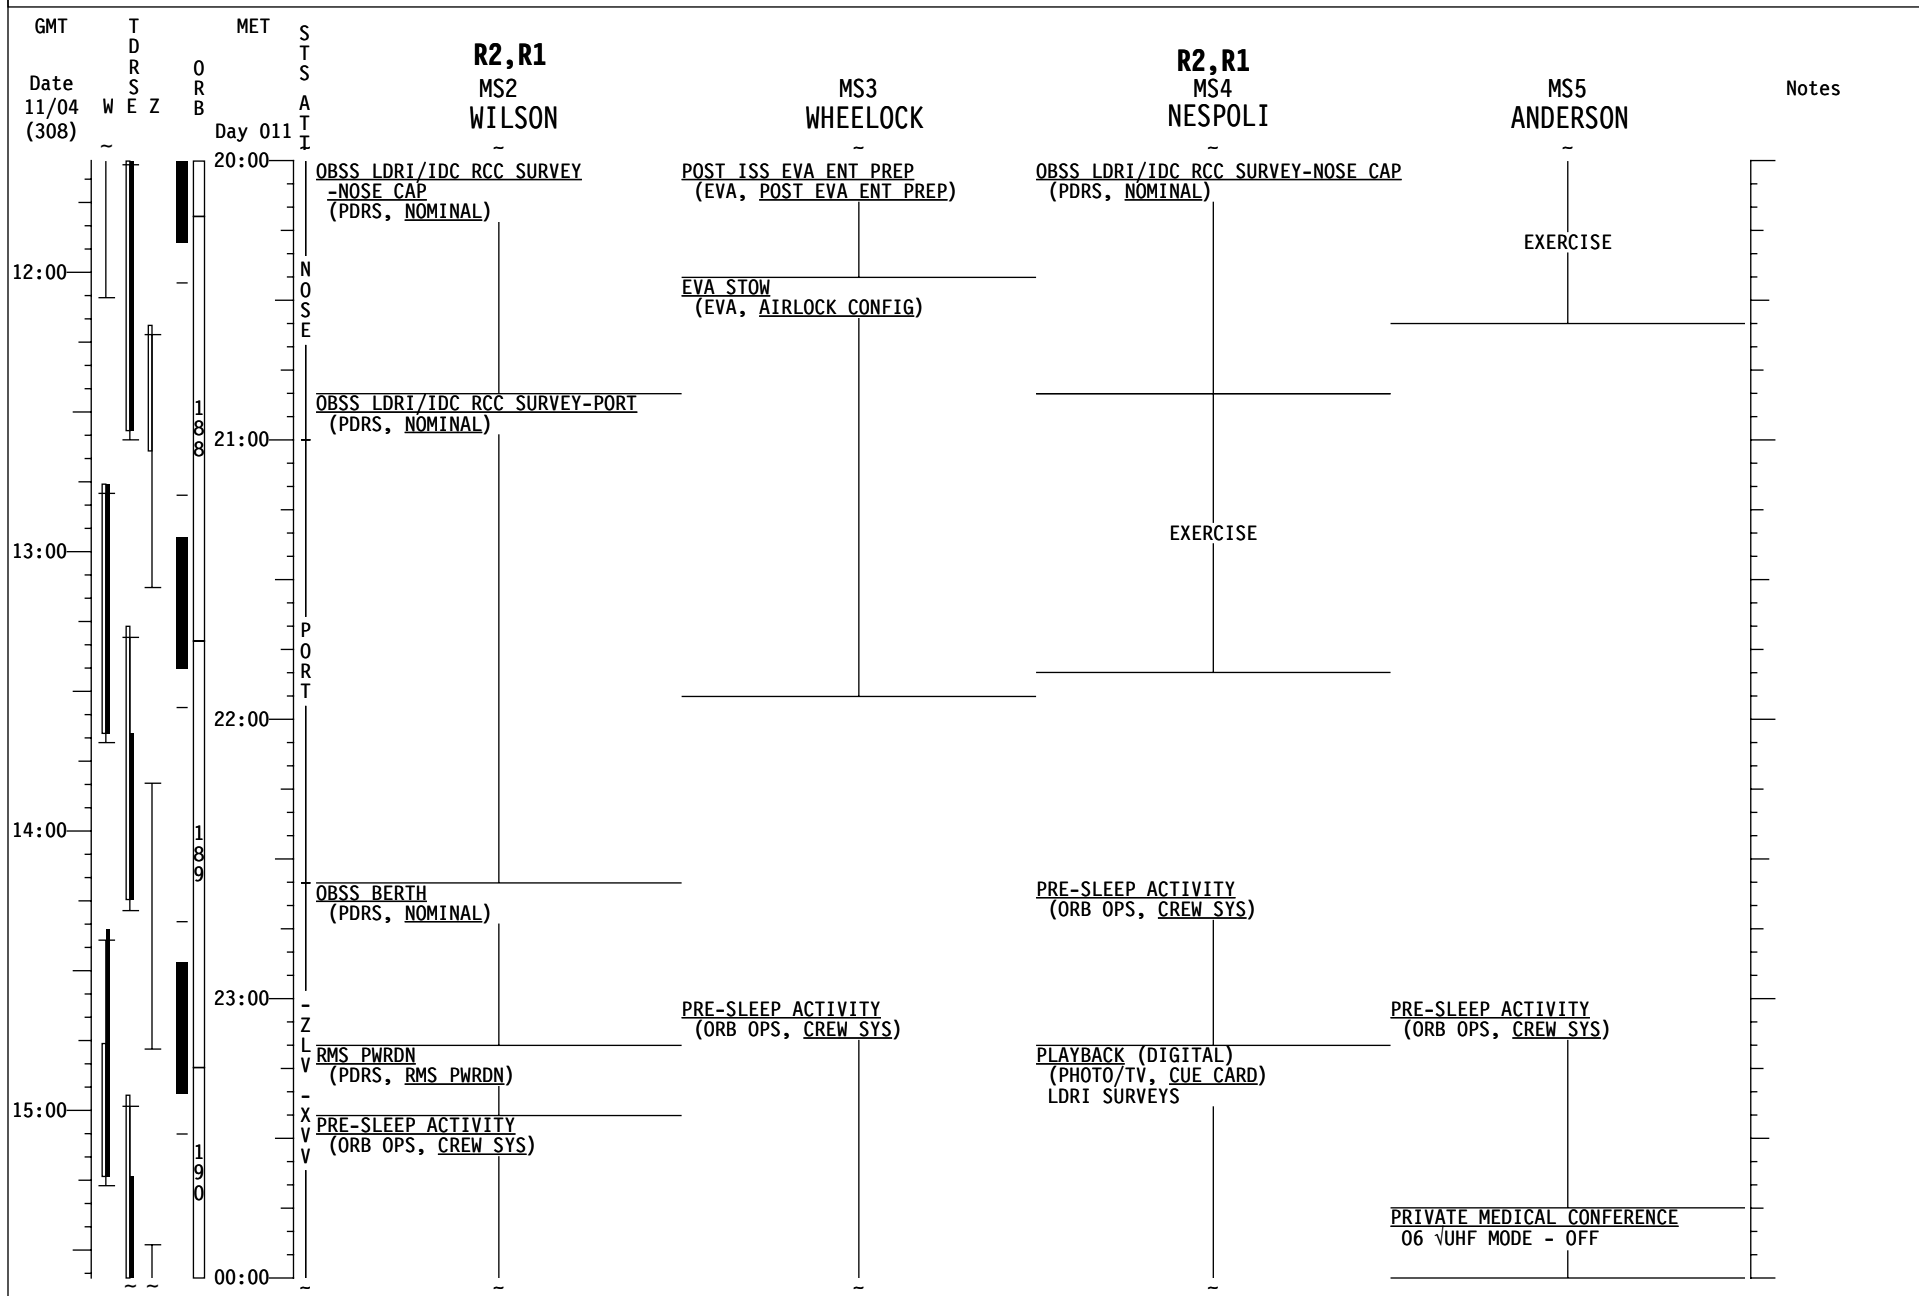 GMT
TDRS
MET
STS ATT
ORB
R2,R1
R2,R1
Date
11/04
(308)
W E Z
Day 011
MS2
WILSON
MS3
WHEELOCK
MS4
NESPOLI
MS5
ANDERSON
Notes
~
~
~
~
~
20:00
OBSS LDRI/IDC RCC SURVEY
-NOSE CAP
(PDRS, NOMINAL)
POST ISS EVA ENT PREP
(EVA, POST EVA ENT PREP)
OBSS LDRI/IDC RCC SURVEY-NOSE CAP
(PDRS, NOMINAL)
EXERCISE
12:00
NOSE
EVA STOW
(EVA, AIRLOCK CONFIG)
OBSS LDRI/IDC RCC SURVEY-PORT
(PDRS, NOMINAL)
188
21:00
EXERCISE
13:00
PORT
22:00
14:00
189
OBSS BERTH
(PDRS, NOMINAL)
PRE-SLEEP ACTIVITY
(ORB OPS, CREW SYS)
23:00
-ZLV
PRE-SLEEP ACTIVITY
(ORB OPS, CREW SYS)
PRE-SLEEP ACTIVITY
(ORB OPS, CREW SYS)
RMS PWRDN
(PDRS, RMS PWRDN)
PLAYBACK (DIGITAL)
(PHOTO/TV, CUE CARD)
LDRI SURVEYS
15:00
-XVV
PRE-SLEEP ACTIVITY
(ORB OPS, CREW SYS)
190
PRIVATE MEDICAL CONFERENCE
O6 √UHF MODE - OFF
00:00
~ ~
~
~
~
~